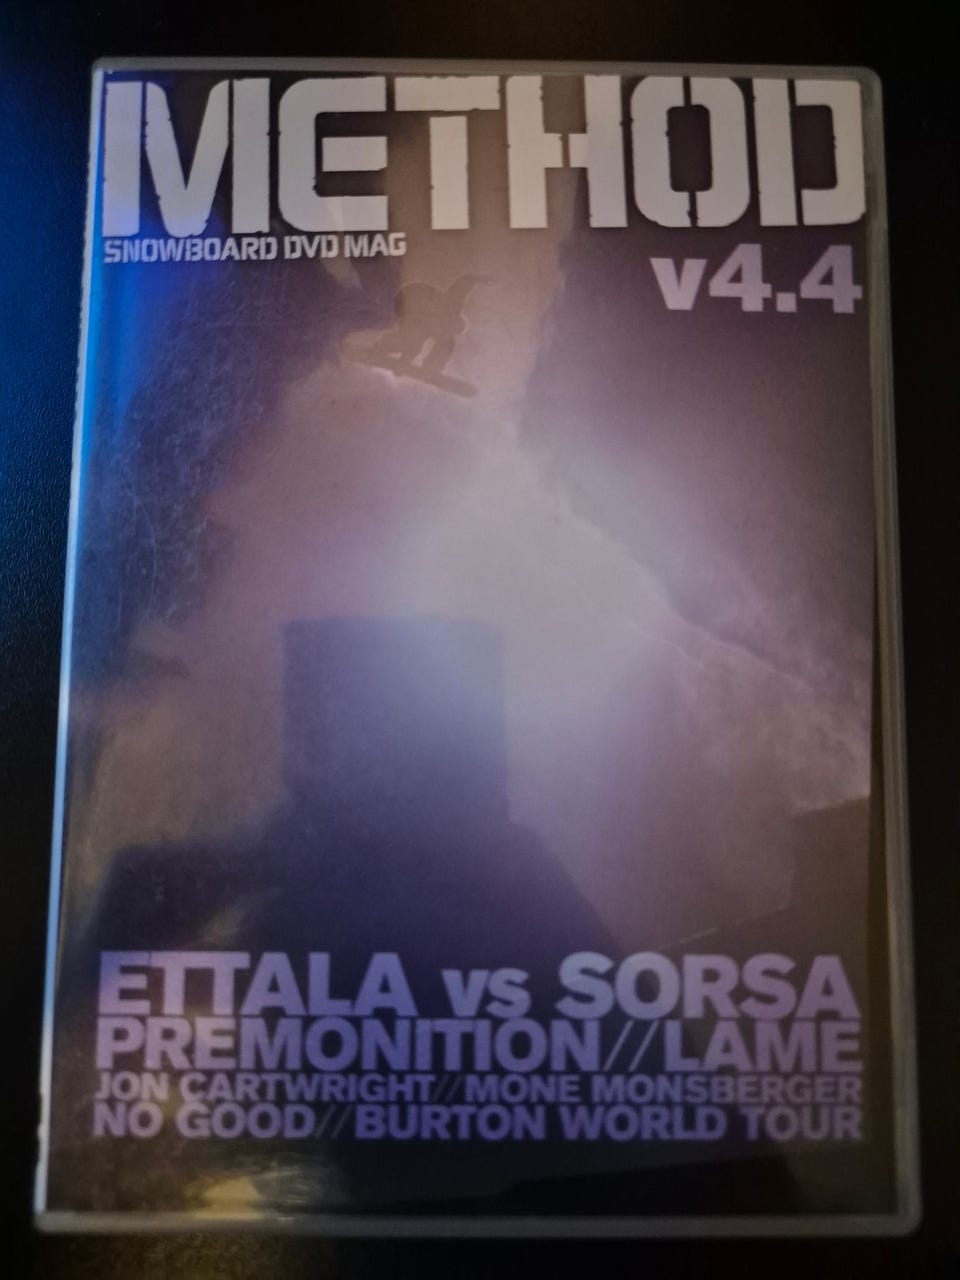 METHOD
SNOWBOARD DVD MAG
v4.4
ETTALA vs SORSA
PREMONITION//LAME
JON CARTWRIGHT//MONE MONSBERGER
NO GOOD//BURTON WORLD TOUR